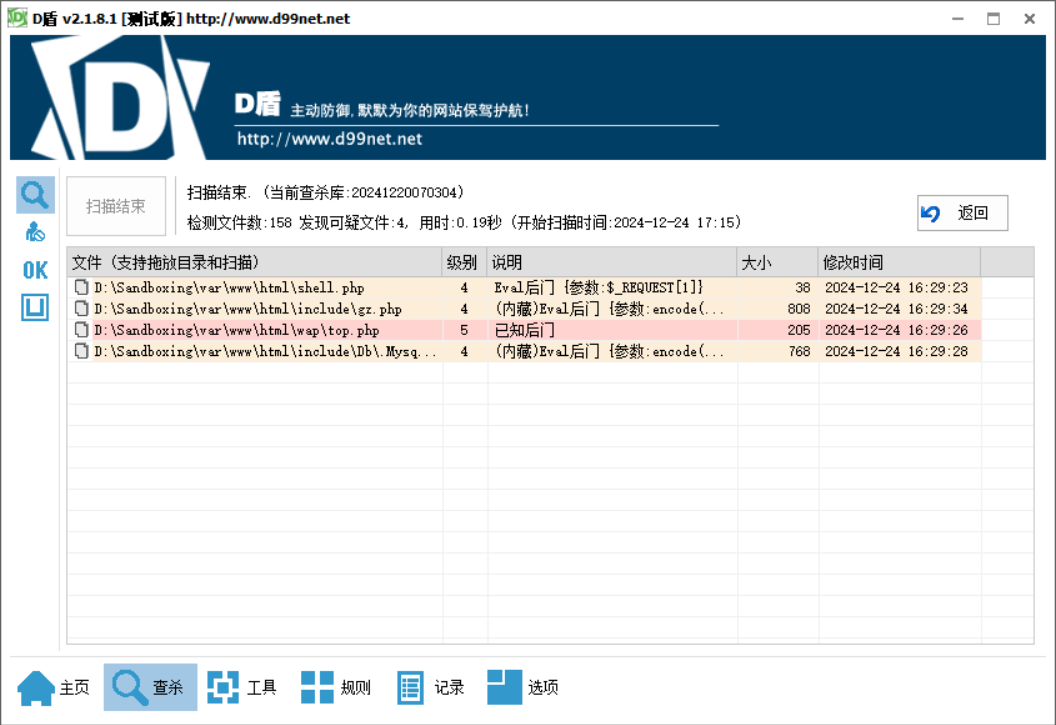 D盾 v2.1.8.1 [测试版] http://www.d99net.net
D盾 主动防御,默默为你的网站保驾护航!
http://www.d99net.net
扫描结束
扫描结束. (当前查杀库:20241220070304)
检测文件数:158 发现可疑文件:4, 用时:0.19秒 (开始扫描时间:2024-12-24 17:15)
返回
OK
文件 (支持拖放目录和扫描) 级别 说明 大小 修改时间
D:\Sandboxing\var\www\html\shell.php 4 Eval后门 {参数:$_REQUEST[1]} 38 2024-12-24 16:29:23
D:\Sandboxing\var\www\html\include\gz.php 4 (内藏)Eval后门 {参数:encode(... 808 2024-12-24 16:29:34
D:\Sandboxing\var\www\html\wap\top.php 5 已知后门 205 2024-12-24 16:29:26
D:\Sandboxing\var\www\html\include\Db\.Mysq... 4 (内藏)Eval后门 {参数:encode(... 768 2024-12-24 16:29:28
主页 查杀 工具 规则 记录 选项